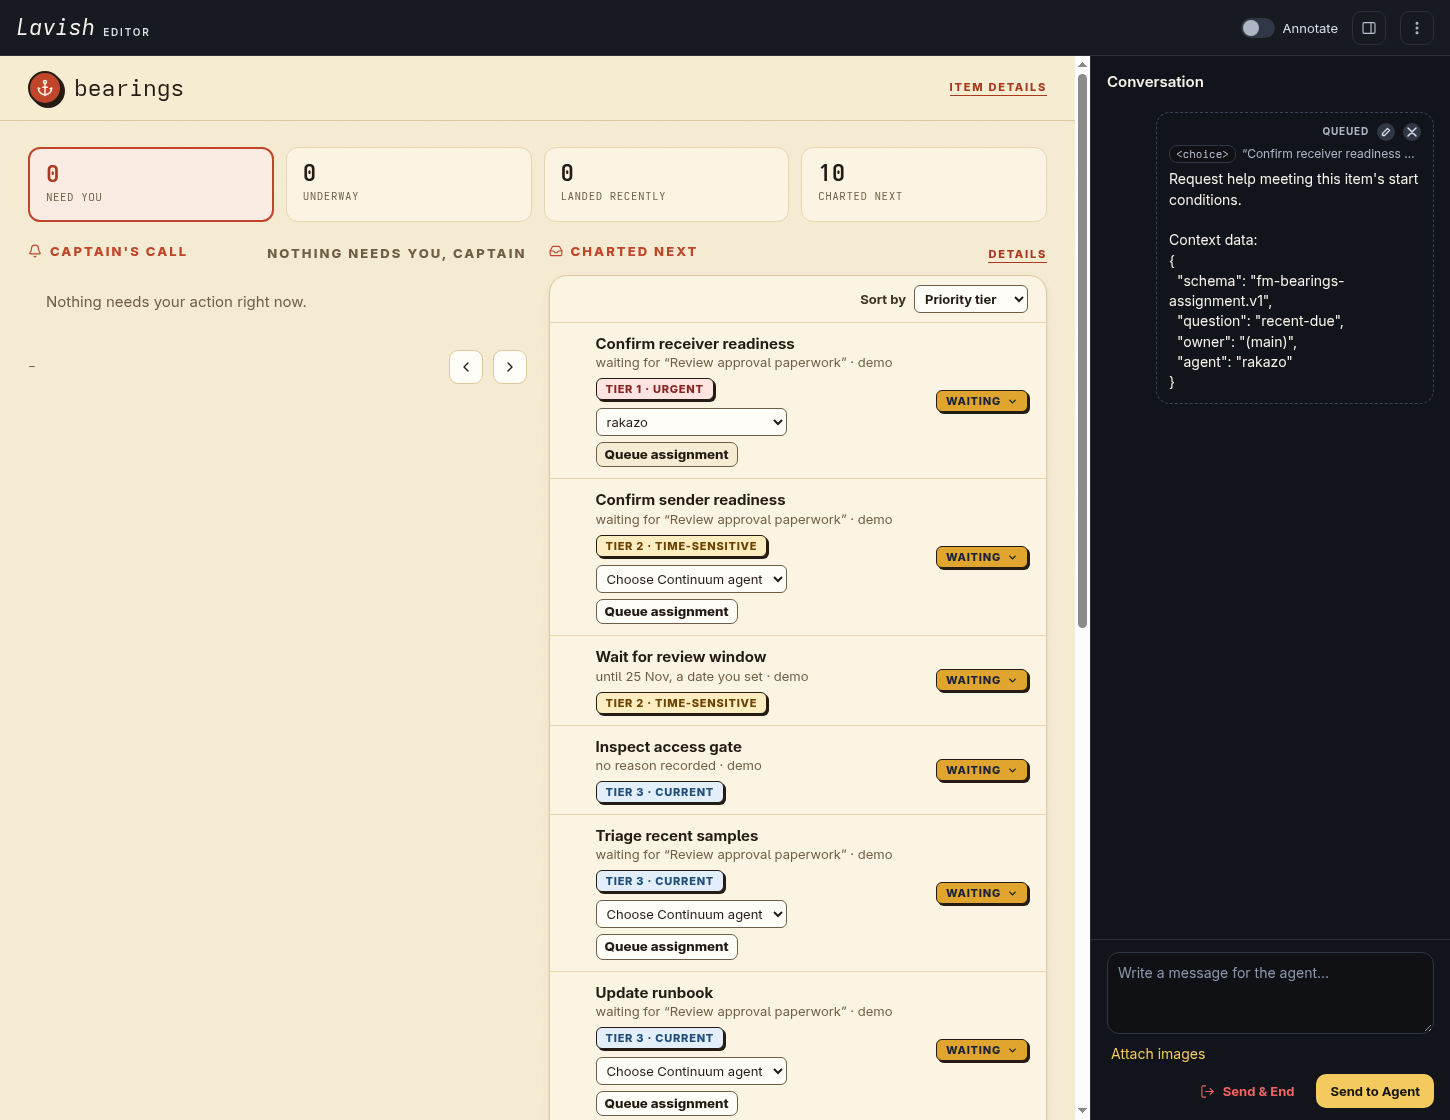 Lavish EDITOR
Annotate
bearings
ITEM DETAILS
0
NEED YOU
0
UNDERWAY
0
LANDED RECENTLY
10
CHARTED NEXT
CAPTAIN'S CALL
NOTHING NEEDS YOU, CAPTAIN
Nothing needs your action right now.
–
CHARTED NEXT
DETAILS
Sort by
Priority tier
Confirm receiver readiness
waiting for “Review approval paperwork” · demo
TIER 1 · URGENT
WAITING
rakazo
Queue assignment
Confirm sender readiness
waiting for “Review approval paperwork” · demo
TIER 2 · TIME-SENSITIVE
WAITING
Choose Continuum agent
Queue assignment
Wait for review window
until 25 Nov, a date you set · demo
WAITING
TIER 2 · TIME-SENSITIVE
Inspect access gate
no reason recorded · demo
WAITING
TIER 3 · CURRENT
Triage recent samples
waiting for “Review approval paperwork” · demo
TIER 3 · CURRENT
WAITING
Choose Continuum agent
Queue assignment
Update runbook
waiting for “Review approval paperwork” · demo
TIER 3 · CURRENT
WAITING
Choose Continuum agent
Queue assignment
Conversation
QUEUED
<choice> “Confirm receiver readiness ...
Request help meeting this item's start
conditions.
Context data:
{
"schema": "fm-bearings-
assignment.v1",
"question": "recent-due",
"owner": "(main)",
"agent": "rakazo"
}
Write a message for the agent...
Attach images
Send & End
Send to Agent